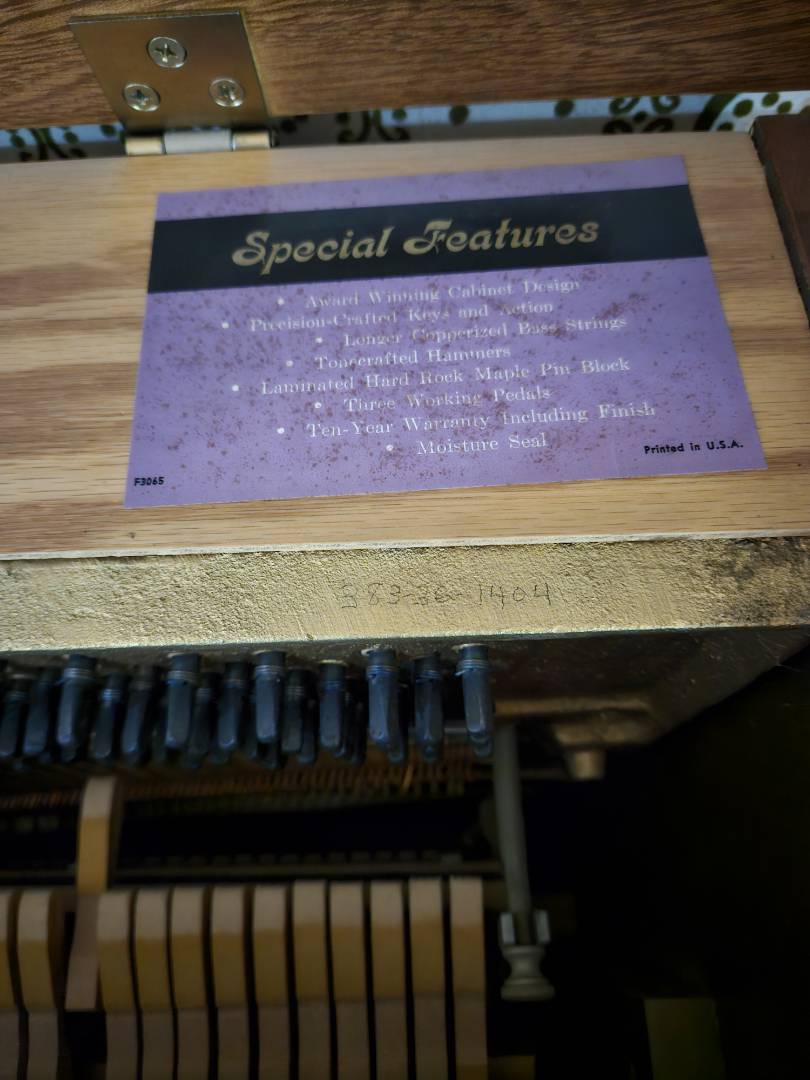 Special Features
• Award Winning Cabinet Design
• Precision-Crafted Keys and Action
• Longer Copperized Bass Strings
• Tonecrafted Hammers
• Laminated Hard Rock Maple Pin Block
• Three Working Pedals
• Ten-Year Warranty Including Finish
• Moisture Seal
F3065
Printed in U.S.A.
1404